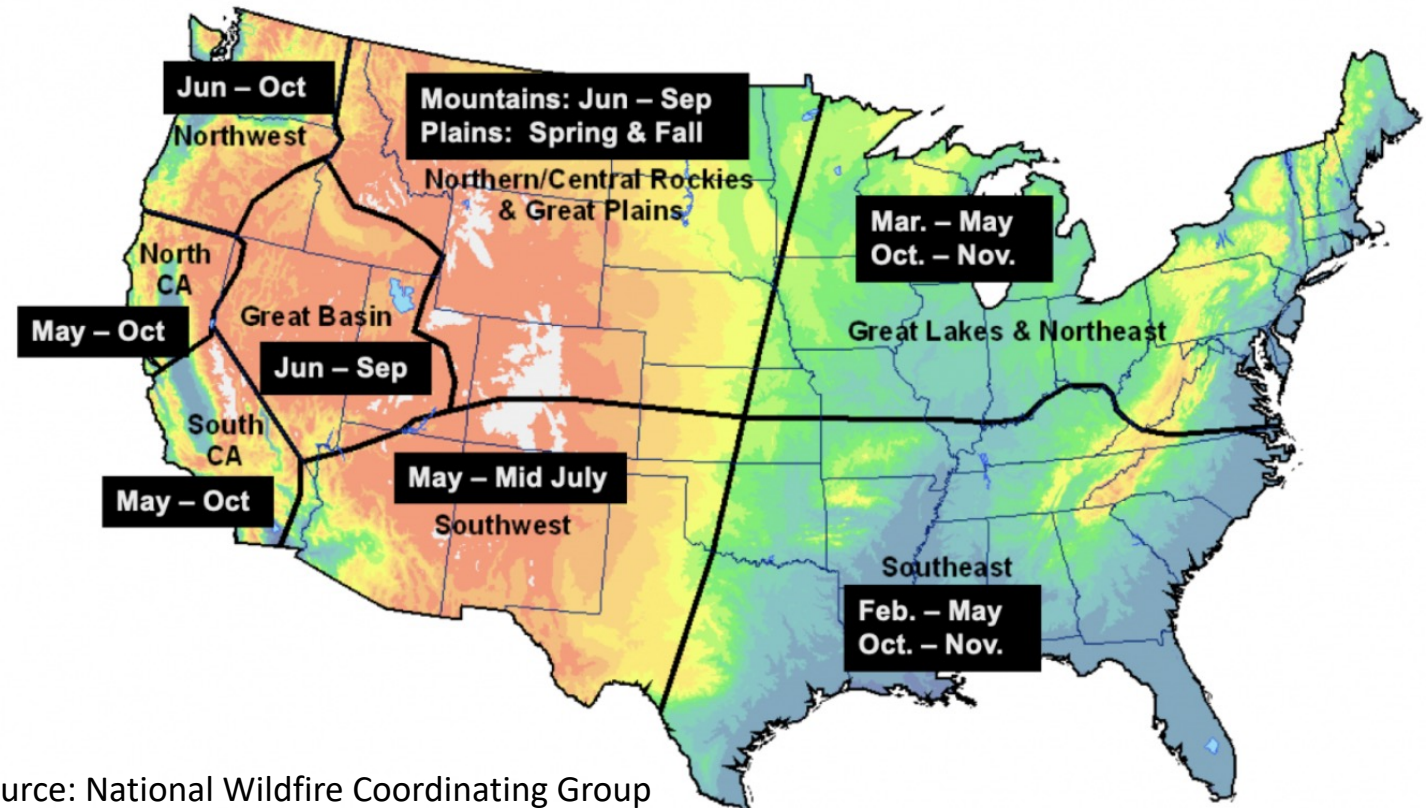 Jun – Oct
Northwest
Mountains: Jun – Sep
Plains: Spring & Fall
Northern/Central Rockies
& Great Plains
Mar. – May
Oct. – Nov.
Great Lakes & Northeast
North
CA
May – Oct
Great Basin
Jun – Sep
South
CA
May – Oct
May – Mid July
Southwest
Southeast
Feb. – May
Oct. – Nov.
urce: National Wildfire Coordinating Group